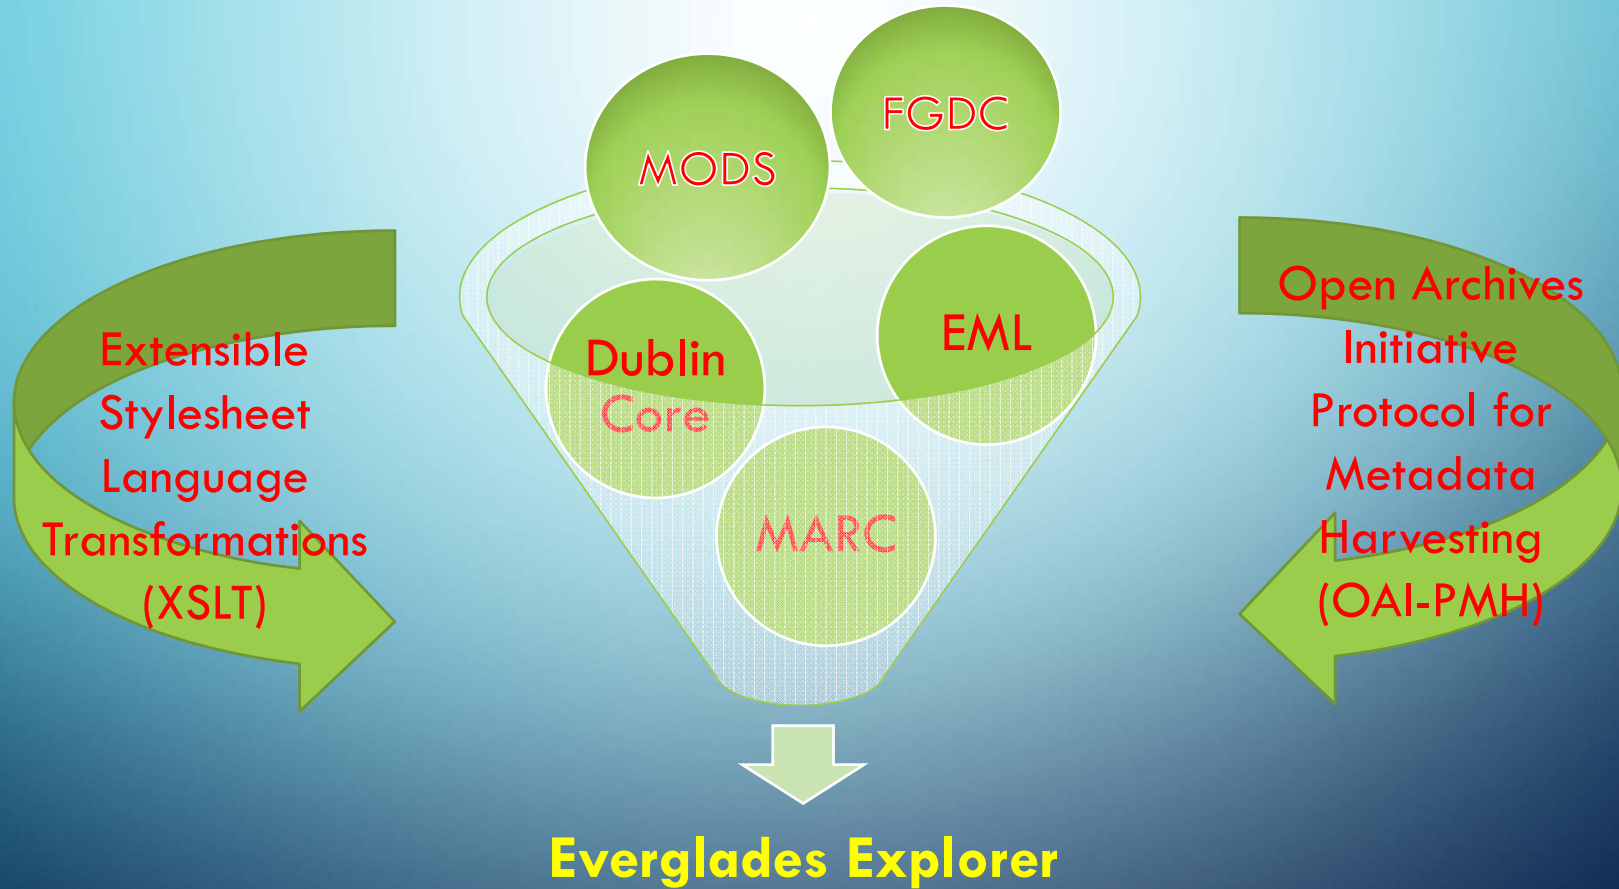 FGDC
MODS
EML
Dublin
Core
MARC
Extensible
Stylesheet
Language
Transformations
(XSLT)
Open Archives
Initiative
Protocol for
Metadata
Harvesting
(OAI-PMH)
Everglades Explorer